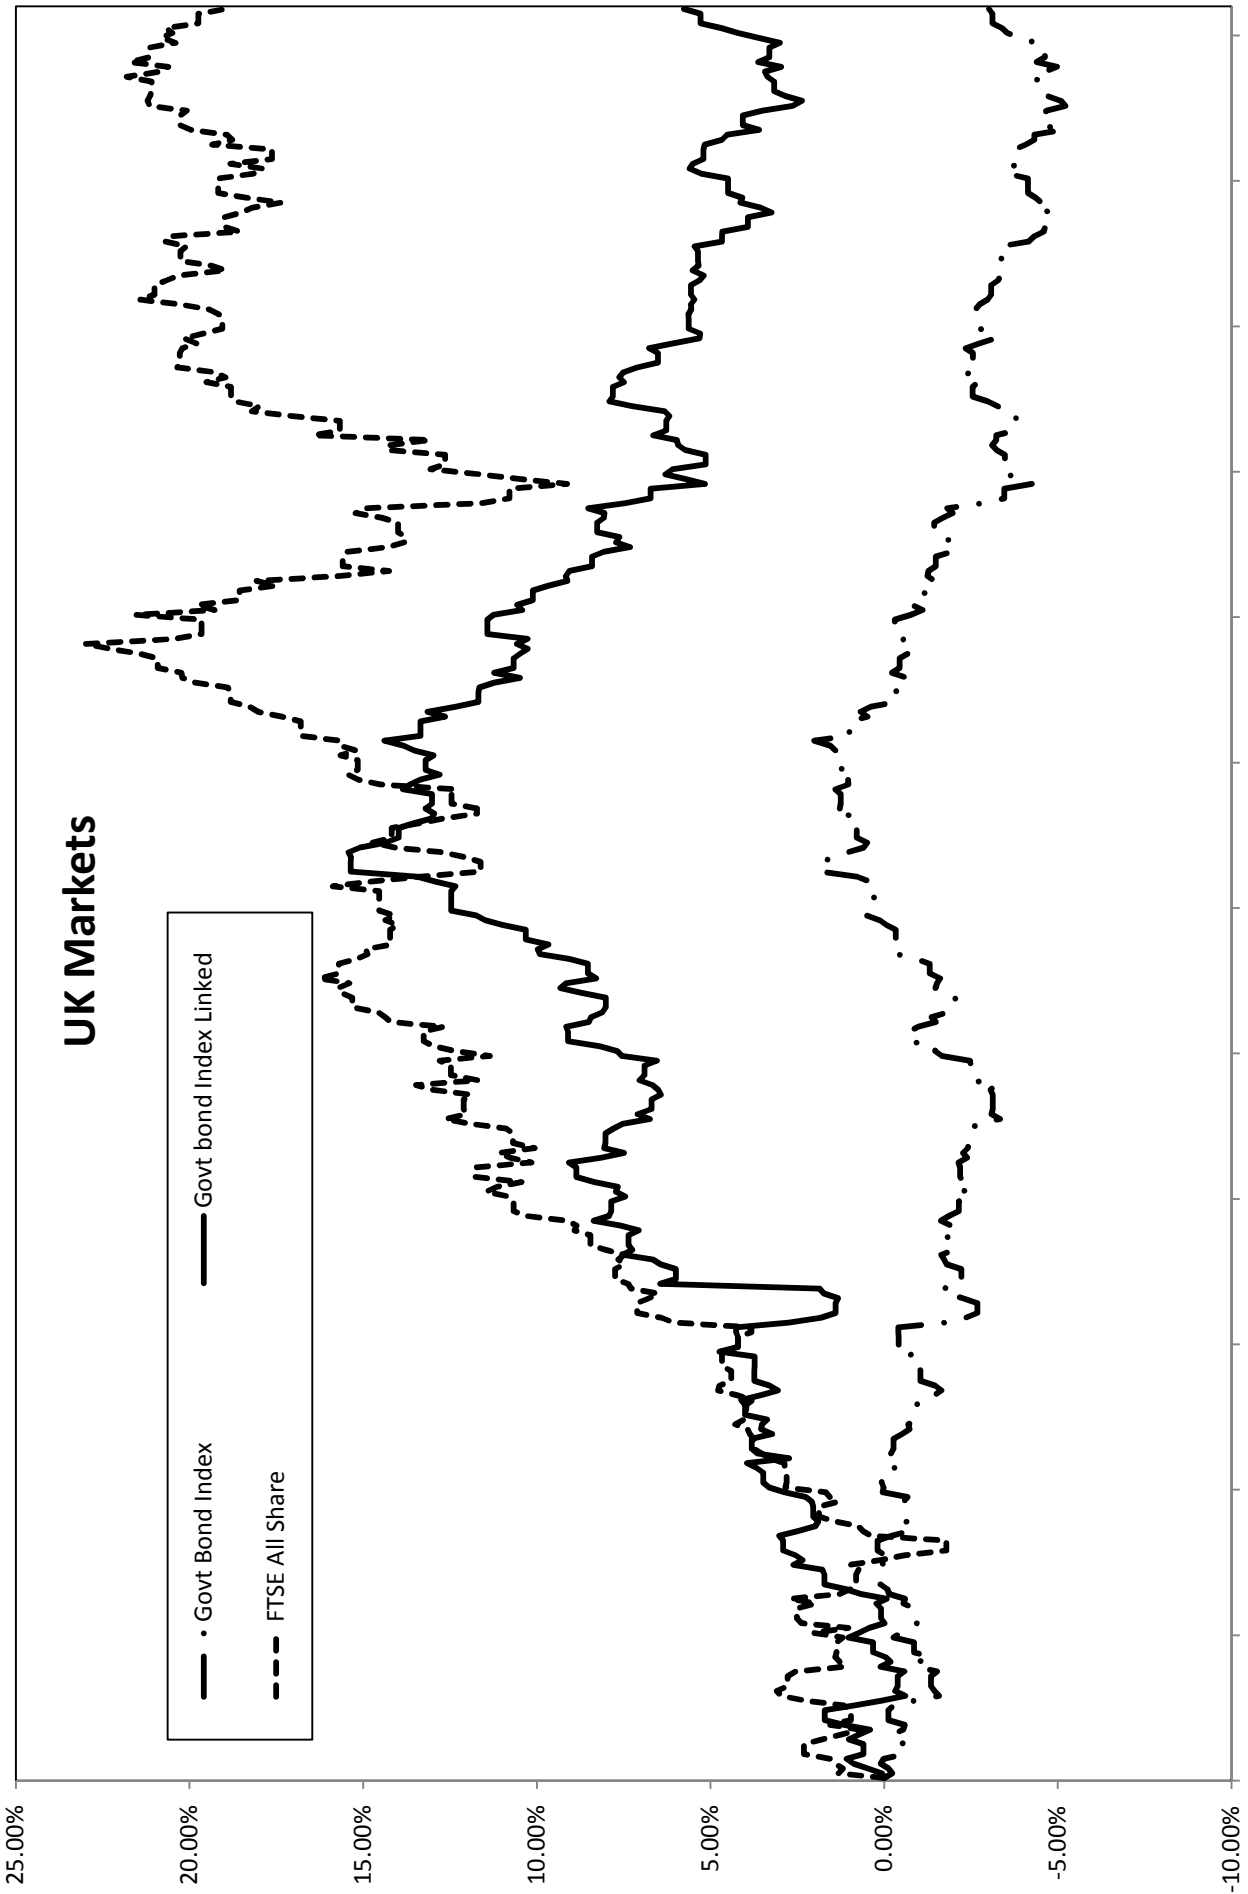 UK Markets
Govt Bond Index
Govt bond Index Linked
FTSE All Share
25.00%
20.00%
15.00%
10.00%
5.00%
0.00%
-5.00%
-10.00%